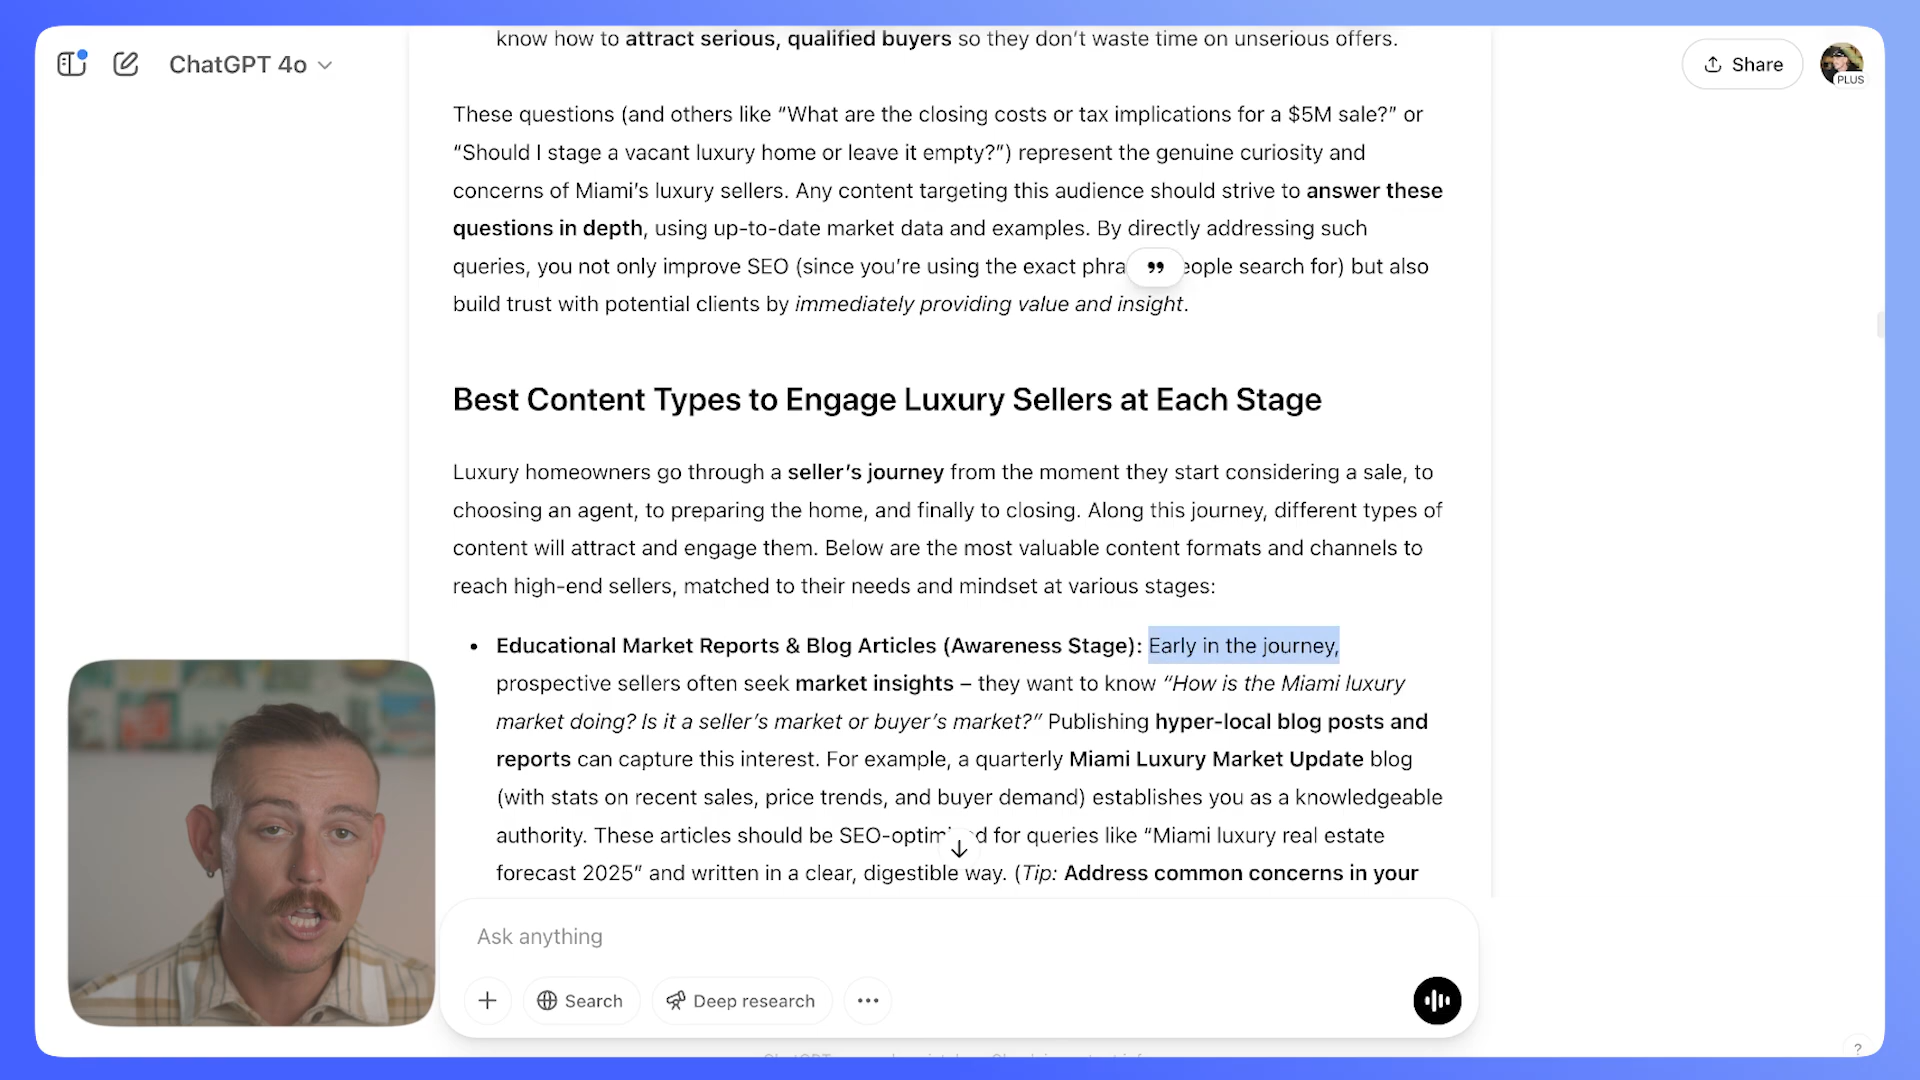 ChatGPT 4o
Share
PLUS
know how to attract serious, qualified buyers so they don’t waste time on unserious offers.
These questions (and others like “What are the closing costs or tax implications for a $5M sale?” or
“Should I stage a vacant luxury home or leave it empty?”) represent the genuine curiosity and
concerns of Miami’s luxury sellers. Any content targeting this audience should strive to answer these
questions in depth, using up-to-date market data and examples. By directly addressing such
queries, you not only improve SEO (since you’re using the exact search for) but also
build trust with potential clients by immediately providing value and insight.
Best Content Types to Engage Luxury Sellers at Each Stage
Luxury homeowners go through a seller’s journey from the moment they start considering a sale, to
choosing an agent, to preparing the home, and finally to closing. Along this journey, different types of
content will attract and engage them. Below are the most valuable content formats and channels to
reach high-end sellers, matched to their needs and mindset at various stages:
• Educational Market Reports & Blog Articles (Awareness Stage): Early in the journey,
prospective sellers often seek market insights – they want to know “How is the Miami luxury
market doing? Is it a seller’s market or buyer’s market?” Publishing hyper-local blog posts and
reports can capture this interest. For example, a quarterly Miami Luxury Market Update blog
(with stats on recent sales, price trends, and buyer demand) establishes you as a knowledgeable
authority. These articles should be for queries like “Miami luxury real estate
forecast 2025” and written in a clear, digestible way. (Tip: Address common concerns in your
Ask anything
Search
Deep research
?